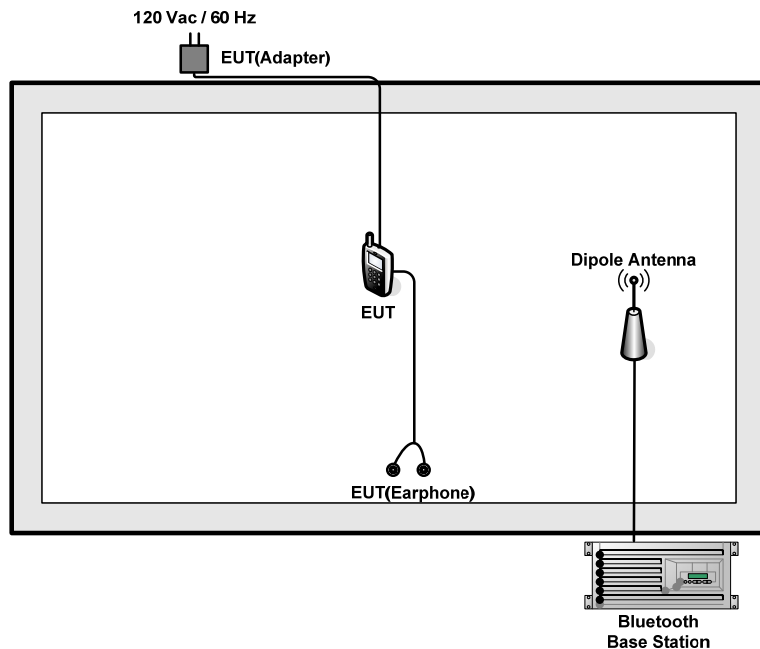 120 Vac / 60 Hz
EUT(Adapter)
Dipole Antenna
EUT
EUT(Earphone)
Bluetooth
Base Station